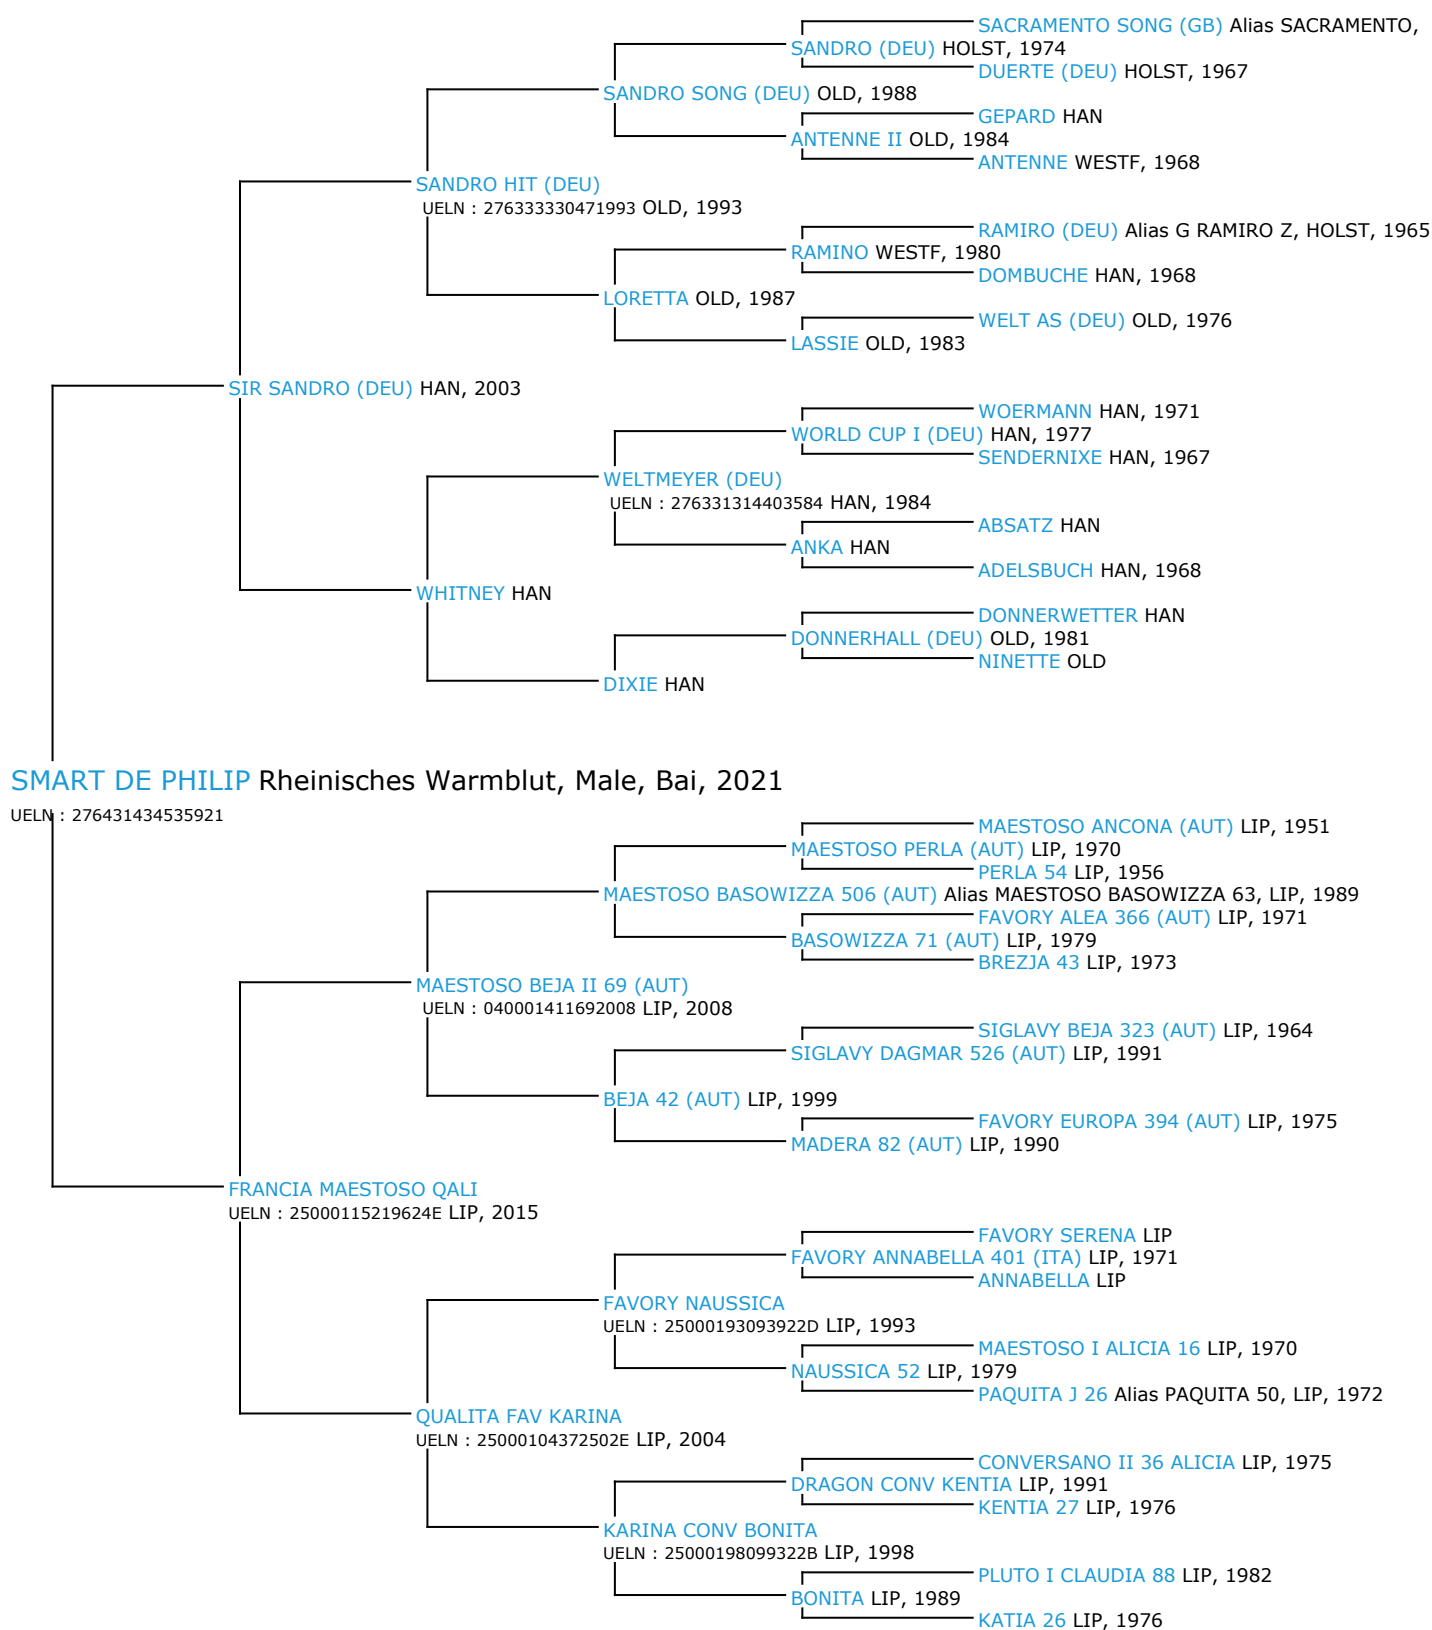 SACRAMENTO SONG (GB) Alias SACRAMENTO,
SANDRO (DEU) HOLST, 1974
DUERTE (DEU) HOLST, 1967
SANDRO SONG (DEU) OLD, 1988
GEPARD HAN
ANTENNE II OLD, 1984
ANTENNE WESTF, 1968
SANDRO HIT (DEU)
UELN : 276333330471993 OLD, 1993
RAMIRO (DEU) Alias G RAMIRO Z, HOLST, 1965
RAMINO WESTF, 1980
DOMBUCHE HAN, 1968
LORETTA OLD, 1987
WELT AS (DEU) OLD, 1976
LASSIE OLD, 1983
SIR SANDRO (DEU) HAN, 2003
WOERMANN HAN, 1971
WORLD CUP I (DEU) HAN, 1977
SENDERNIXE HAN, 1967
WELTMEYER (DEU)
UELN : 276331314403584 HAN, 1984
ABSATZ HAN
ANKA HAN
ADELSBUCH HAN, 1968
WHITNEY HAN
DONNERWETTER HAN
DONNERHALL (DEU) OLD, 1981
NINETTE OLD
DIXIE HAN
SMART DE PHILIP Rheinisches Warmblut, Male, Bai, 2021
UELN : 276431434535921
MAESTOSO ANCONA (AUT) LIP, 1951
MAESTOSO PERLA (AUT) LIP, 1970
PERLA 54 LIP, 1956
MAESTOSO BASOWIZZA 506 (AUT) Alias MAESTOSO BASOWIZZA 63, LIP, 1989
FAVORY ALEA 366 (AUT) LIP, 1971
BASOWIZZA 71 (AUT) LIP, 1979
BREZJA 43 LIP, 1973
MAESTOSO BEJA II 69 (AUT)
UELN : 040001411692008 LIP, 2008
SIGLAVY BEJA 323 (AUT) LIP, 1964
SIGLAVY DAGMAR 526 (AUT) LIP, 1991
BEJA 42 (AUT) LIP, 1999
FAVORY EUROPA 394 (AUT) LIP, 1975
MADERA 82 (AUT) LIP, 1990
FRANCIA MAESTOSO QALI
UELN : 25000115219624E LIP, 2015
FAVORY SERENA LIP
FAVORY ANNABELLA 401 (ITA) LIP, 1971
ANNABELLA LIP
FAVORY NAUSSICA
UELN : 25000193093922D LIP, 1993
MAESTOSO I ALICIA 16 LIP, 1970
NAUSSICA 52 LIP, 1979
PAQUITA J 26 Alias PAQUITA 50, LIP, 1972
QUALITA FAV KARINA
UELN : 25000104372502E LIP, 2004
CONVERSANO II 36 ALICIA LIP, 1975
DRAGON CONV KENTIA LIP, 1991
KENTIA 27 LIP, 1976
KARINA CONV BONITA
UELN : 25000198099322B LIP, 1998
PLUTO I CLAUDIA 88 LIP, 1982
BONITA LIP, 1989
KATIA 26 LIP, 1976